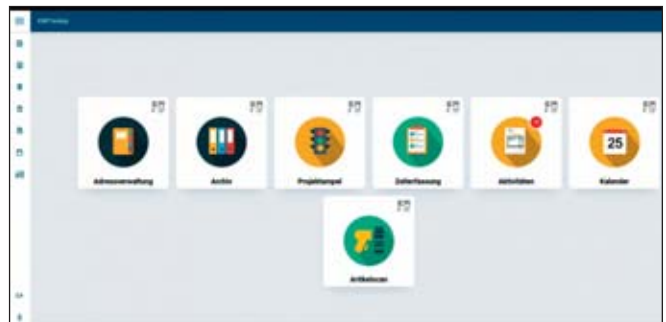 Adressverwaltung
Archiv
Projektampel
Zeiterfassung
Aktivitäten
25
Kalender
Artikelscan